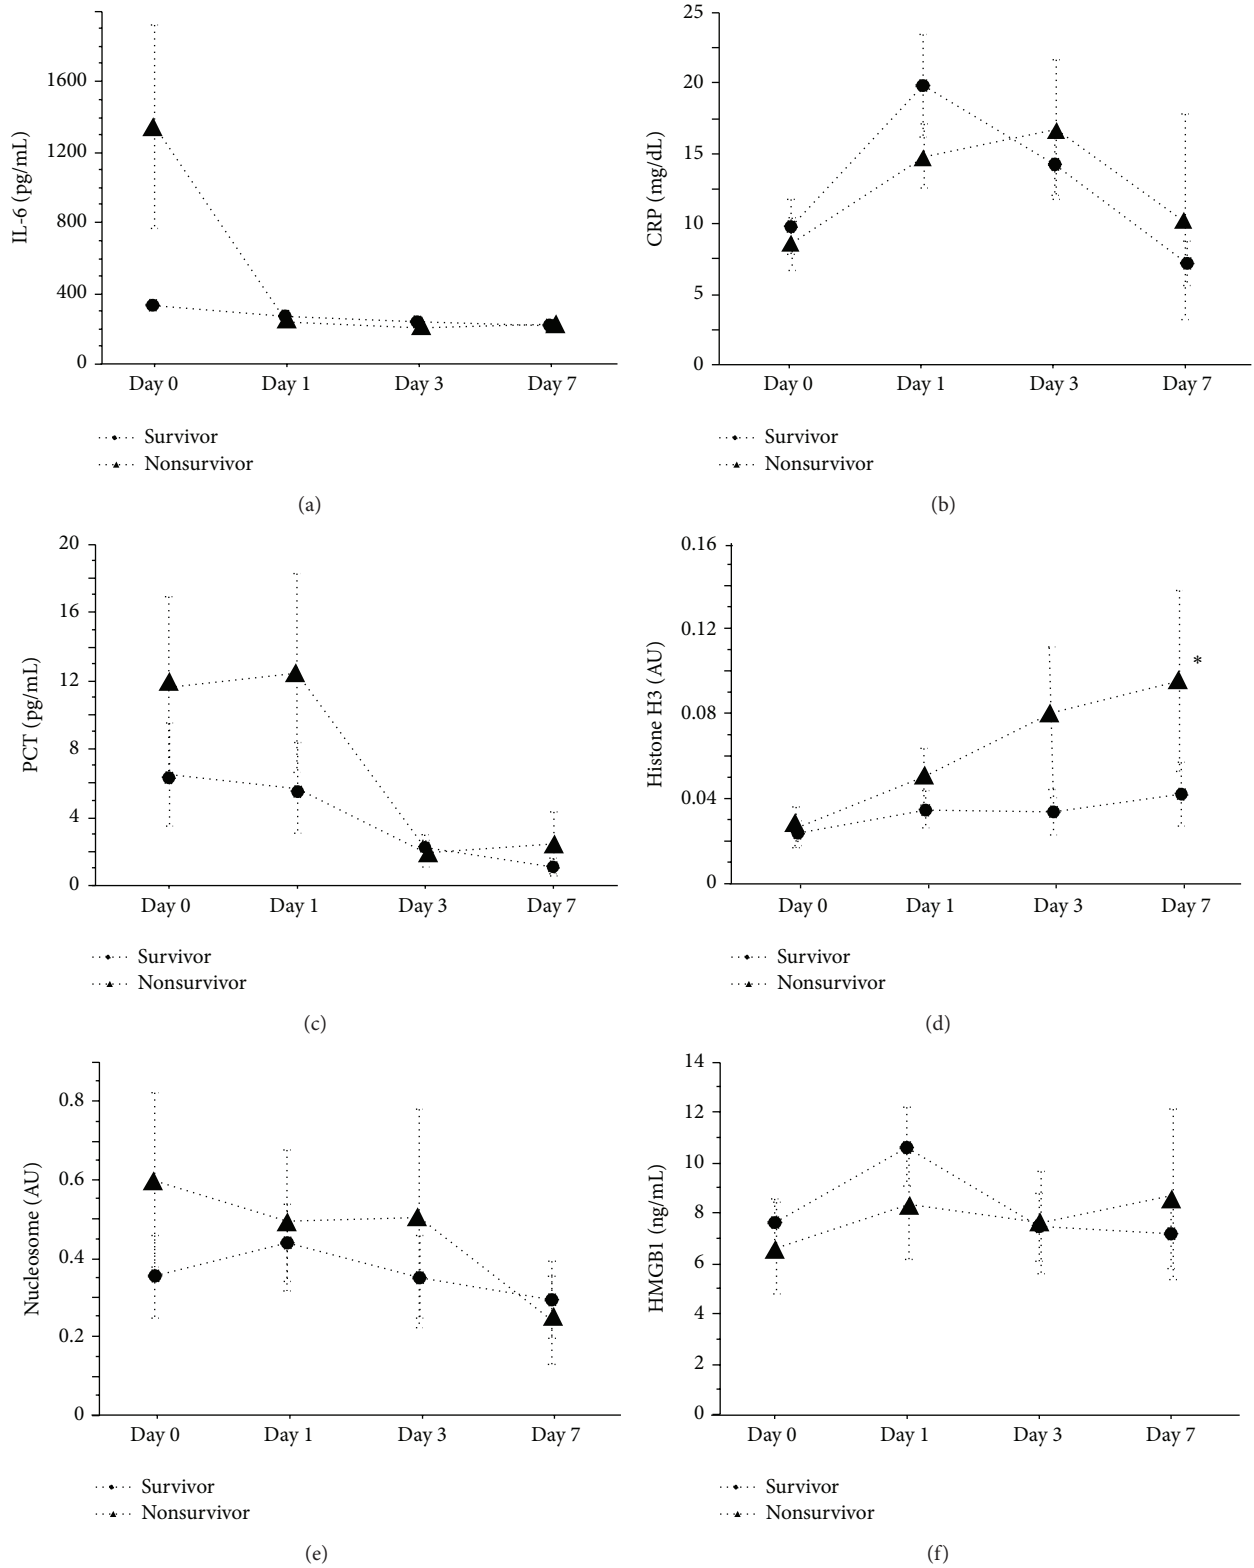 IL-6 (pg/mL)
1600
1200
800
400
0
Day 0 Day 1 Day 3 Day 7
Survivor
Nonsurvivor
(a)
CRP (mg/dL)
25
20
15
10
5
0
Day 0 Day 1 Day 3 Day 7
Survivor
Nonsurvivor
(b)
PCT (pg/mL)
20
16
12
8
4
0
Day 0 Day 1 Day 3 Day 7
Survivor
Nonsurvivor
(c)
Histone H3 (AU)
0.16
0.12
0.08
0.04
0
*
Day 0 Day 1 Day 3 Day 7
Survivor
Nonsurvivor
(d)
Nucleosome (AU)
0.8
0.6
0.4
0.2
0
Day 0 Day 1 Day 3 Day 7
Survivor
Nonsurvivor
(e)
HMGB1 (ng/mL)
14
12
10
8
6
4
2
0
Day 0 Day 1 Day 3 Day 7
Survivor
Nonsurvivor
(f)